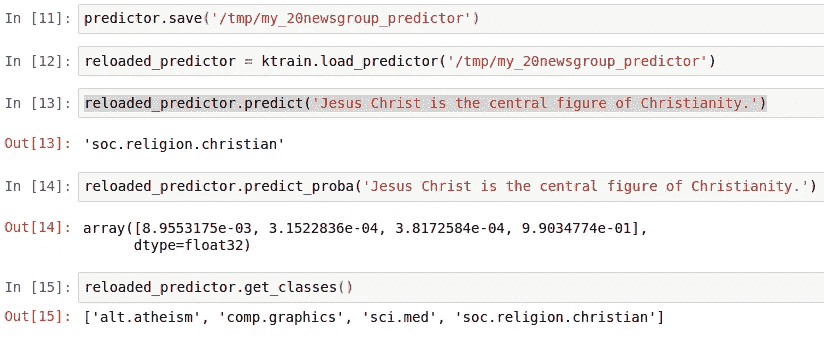 In [11]: predictor.save('/tmp/my_20newsgroup_predictor')
In [12]: reloaded_predictor = ktrain.load_predictor('/tmp/my_20newsgroup_predictor')
In [13]: reloaded_predictor.predict('Jesus Christ is the central figure of Christianity.')
Out[13]: 'soc.religion.christian'
In [14]: reloaded_predictor.predict_proba('Jesus Christ is the central figure of Christianity.')
Out[14]: array([8.9553175e-03, 3.1522836e-04, 3.8172584e-04, 9.9034774e-01],
dtype=float32)
In [15]: reloaded_predictor.get_classes()
Out[15]: ['alt.atheism', 'comp.graphics', 'sci.med', 'soc.religion.christian']